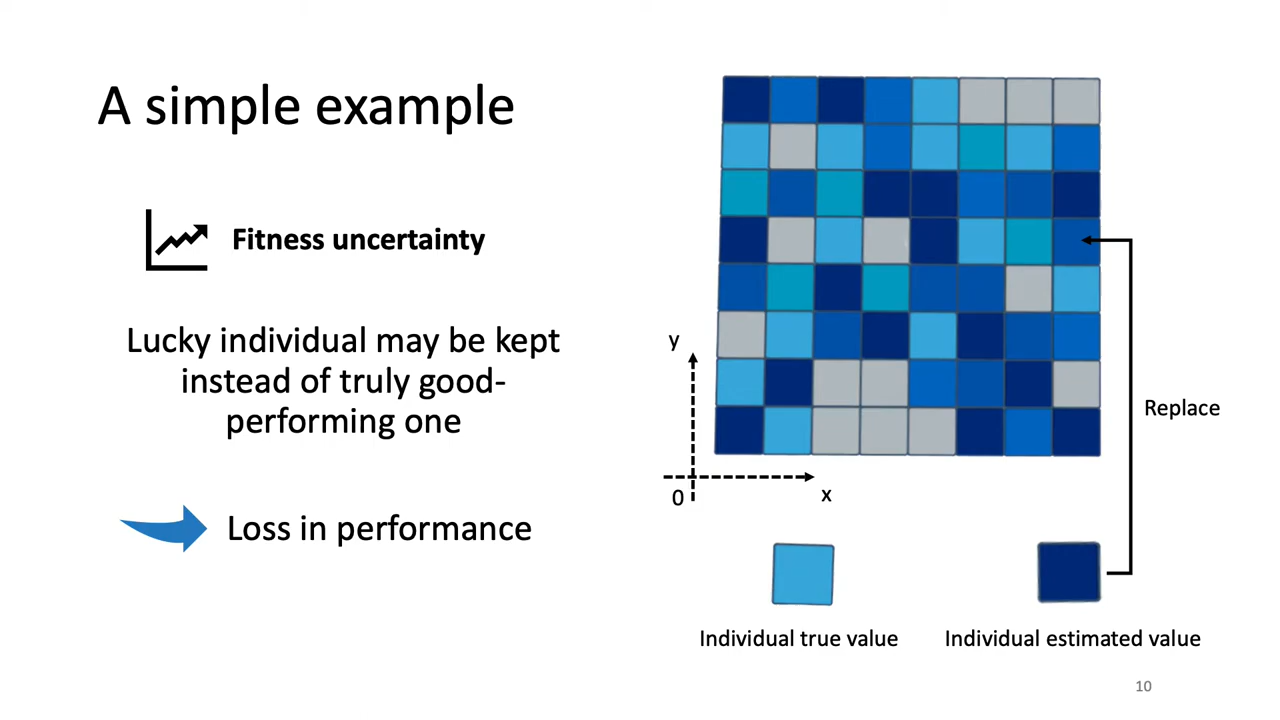 A simple example
Fitness uncertainty
Lucky individual may be kept
instead of truly good-
performing one
Loss in performance
y
0
x
Replace
Individual true value
Individual estimated value
10